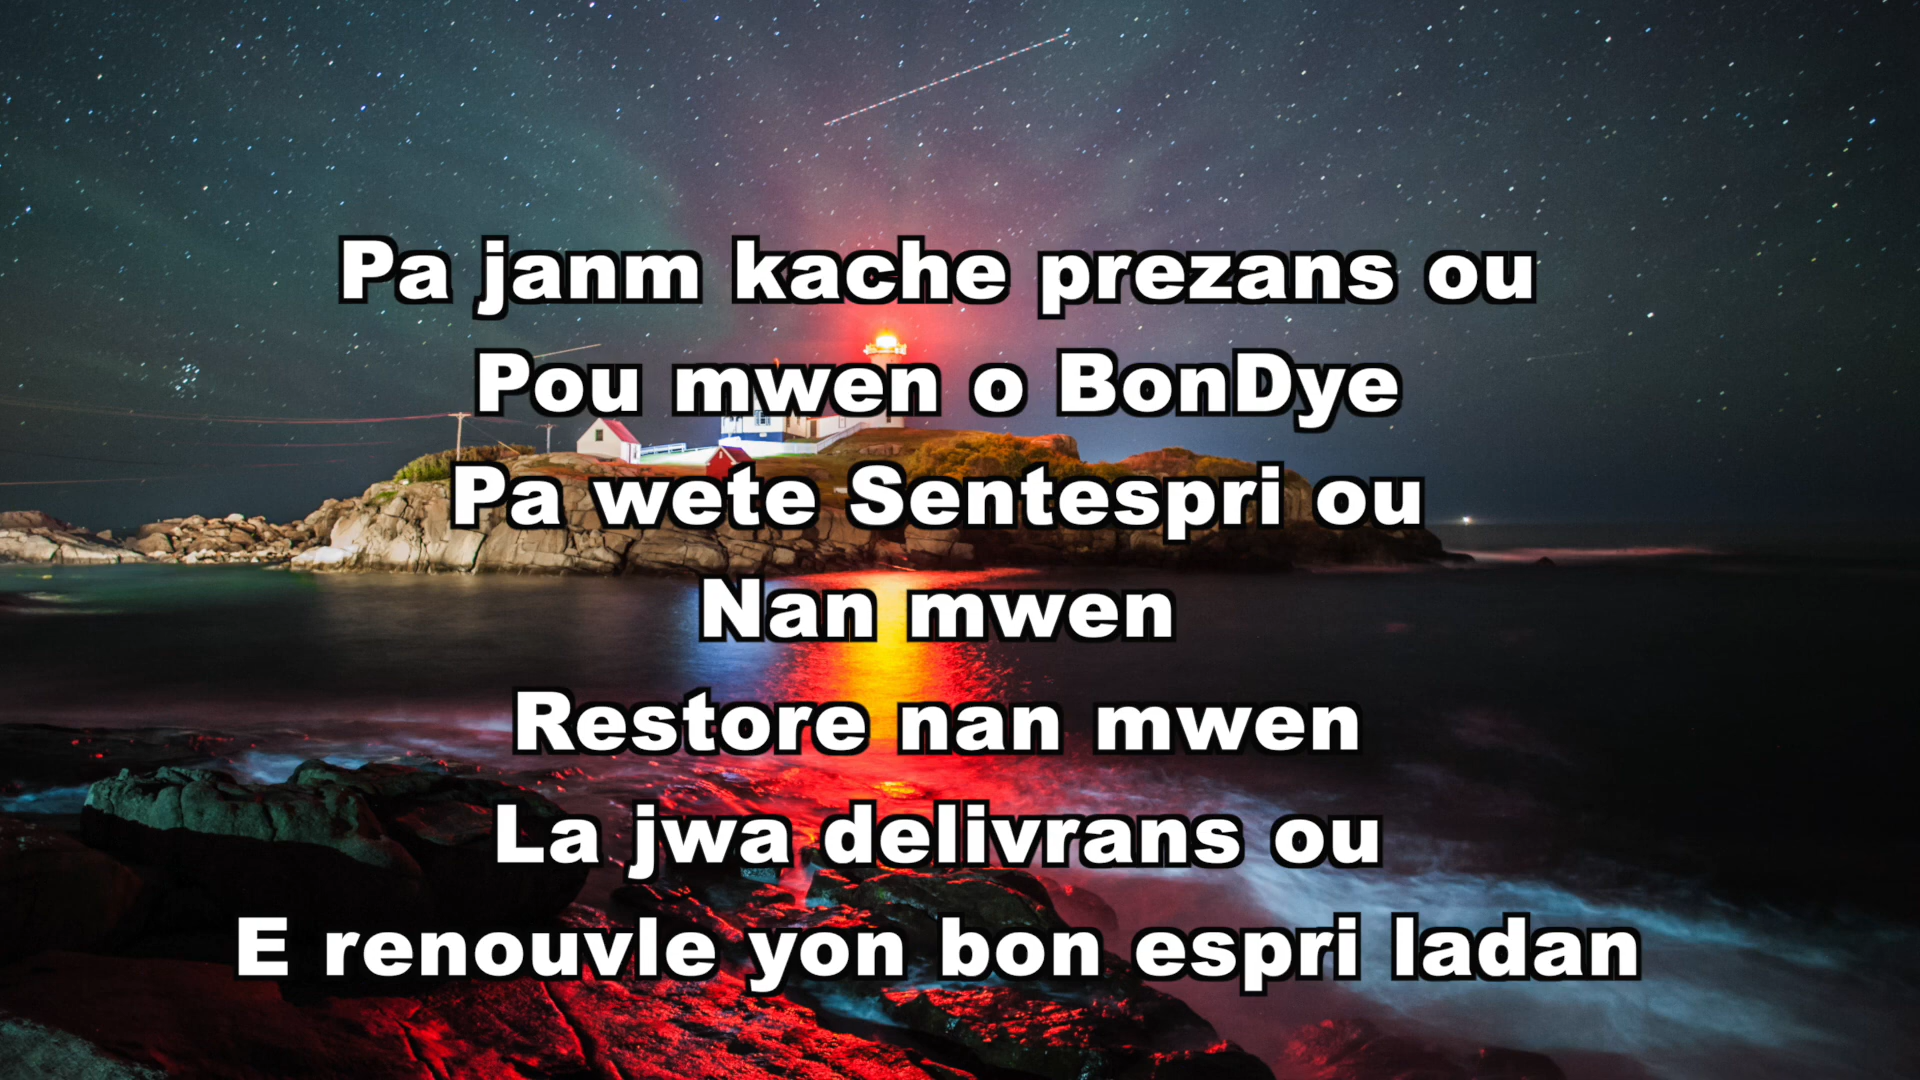 Pa janm kache prezans ou
Pou mwen o BonDye
Pa wete Sentespri ou
Nan mwen
Restore nan mwen
La jwa delivrans ou
E renouvle yon bon espri ladan